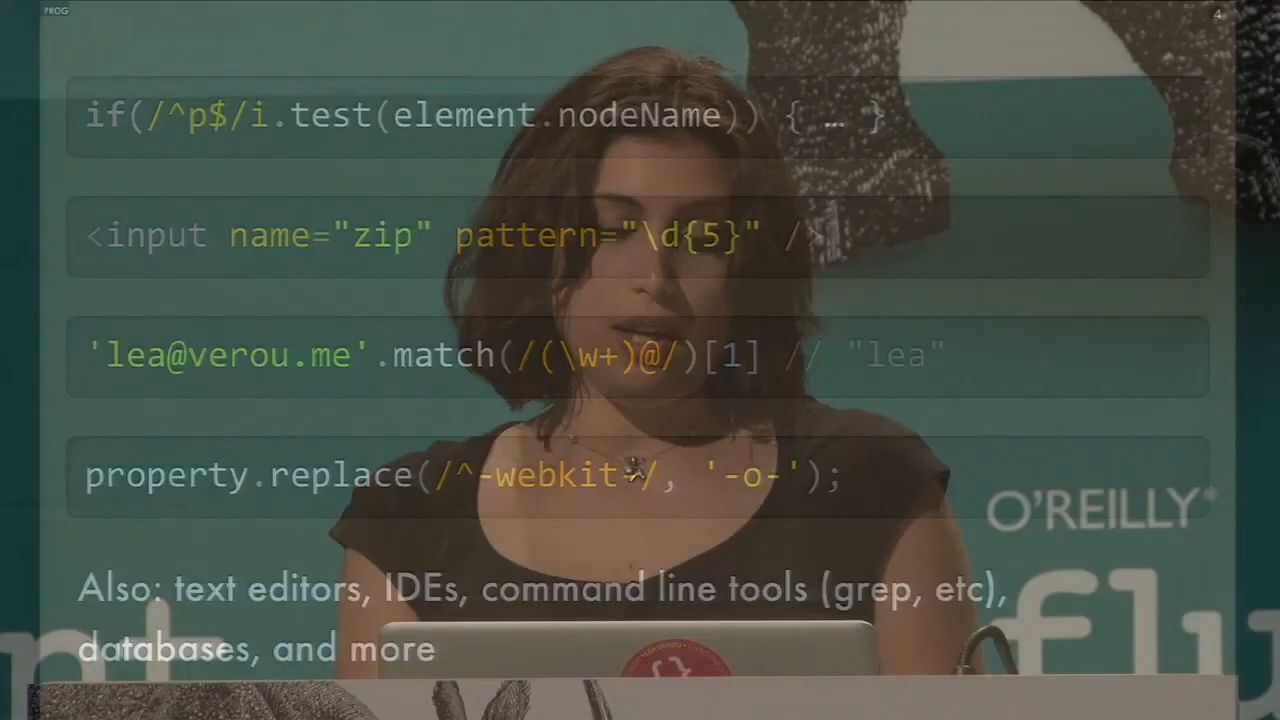 PROG
4
if(/^p$/i.test(element.nodeName)) { … }
<input name="zip" pattern="\d{5}" />
'lea@verou.me'.match(/(\w+)@/)[1] // "lea"
property.replace(/^-webkit-/, '-o-');
O'REILLY®
Also: text editors, IDEs, command line tools (grep, etc),
databases, and more
{}